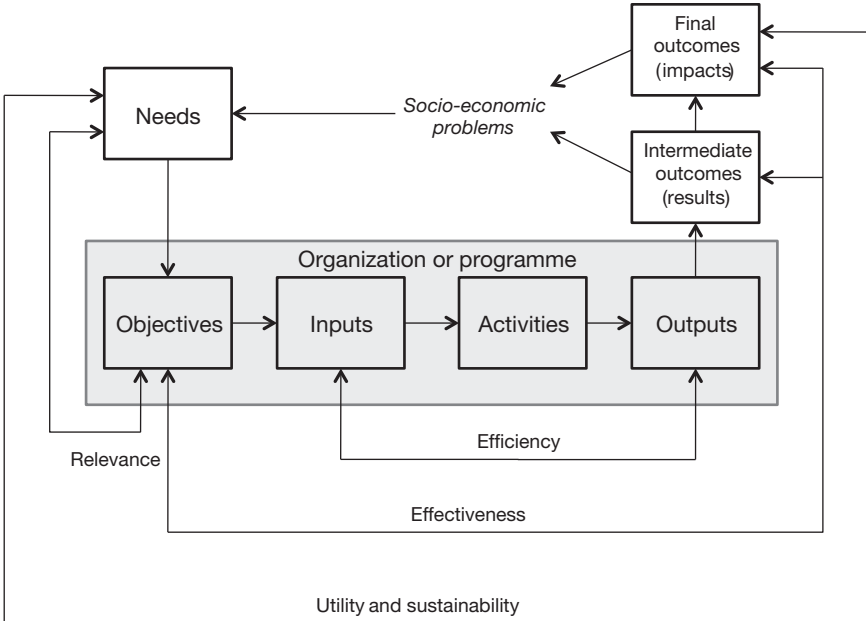 Final
outcomes
(impacts)
Needs
Socio-economic
problems
Intermediate
outcomes
(results)
Organization or programme
Objectives
Inputs
Activities
Outputs
Efficiency
Relevance
Effectiveness
Utility and sustainability